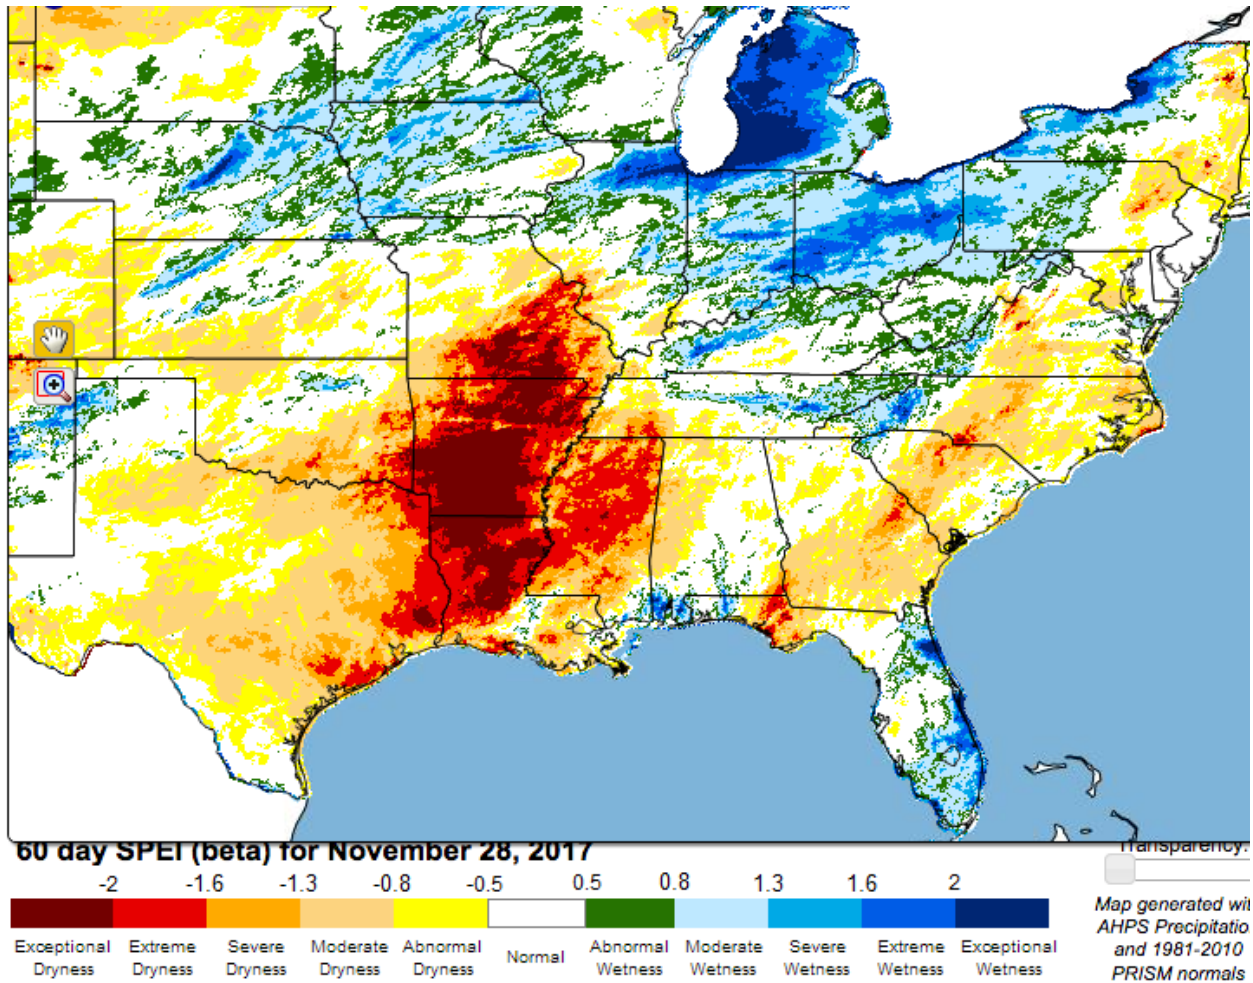 60 day SPEI (beta) for November 28, 2017
Transparency:
-2 -1.6 -1.3 -0.8 -0.5 0.5 0.8 1.3 1.6 2
Exceptional Dryness
Extreme Dryness
Severe Dryness
Moderate Dryness
Abnormal Dryness
Normal
Abnormal Wetness
Moderate Wetness
Severe Wetness
Extreme Wetness
Exceptional Wetness
Map generated wit
AHPS Precipitatio
and 1981-2010
PRISM normals